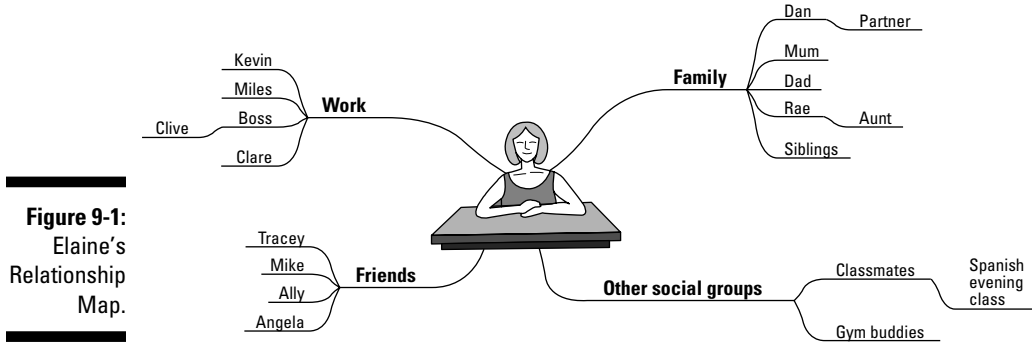 Dan
Partner
Mum
Family
Dad
Rae
Aunt
Siblings
Kevin
Miles
Work
Boss
Clive
Clare
Figure 9-1:
Elaine’s
Relationship
Map.
Tracey
Mike
Friends
Ally
Angela
Other social groups
Classmates
Spanish
evening
class
Gym buddies